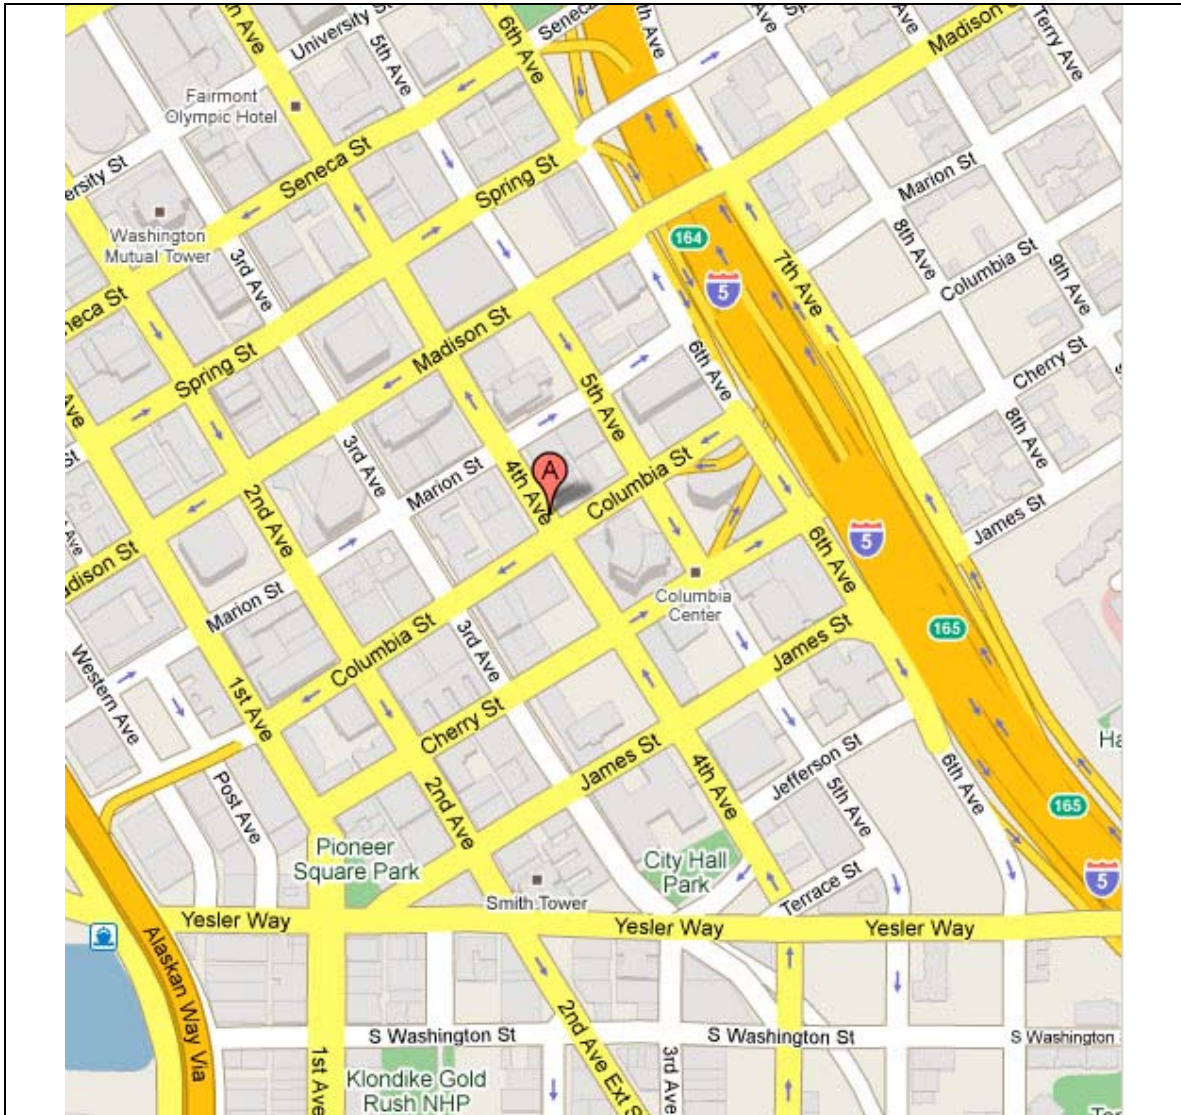 4th Ave
University St
5th Ave
6th Ave
Seneca St
7th Ave
Madison St
Terry Ave
Fairmont
Olympic Hotel
Seneca St
Spring St
Marion St
Washington
Mutual Tower
3rd Ave
164
5
7th Ave
8th Ave
Columbia St
9th Ave
Spring St
Madison St
6th Ave
Cherry St
5th Ave
8th Ave
3rd Ave
Marion St
4th Ave
A
Columbia St
2nd Ave
James St
5
6th Ave
Marion St
Columbia
Center
165
James St
Columbia St
3rd Ave
Western Ave
1st Ave
Cherry St
James St
4th Ave
Jefferson St
6th Ave
5th Ave
Post Ave
2nd Ave
165
Pioneer
Square Park
City Hall
Park
5
Terrace St
Smith Tower
Yesler Way
Yesler Way
Yesler Way
Alaskan Way Via
2nd Ave Ext S
S Washington St
S Washington St
S Washington
1st Ave
3rd Ave
Klondike Gold
Rush NHP